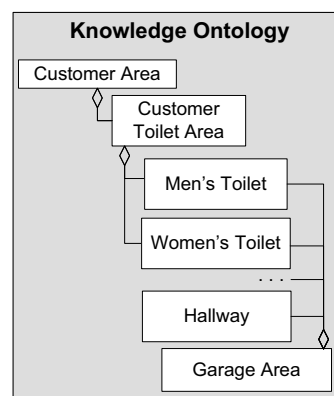 Knowledge Ontology
Customer Area
Customer
Toilet Area
Men's Toilet
Women's Toilet
. . .
Hallway
Garage Area